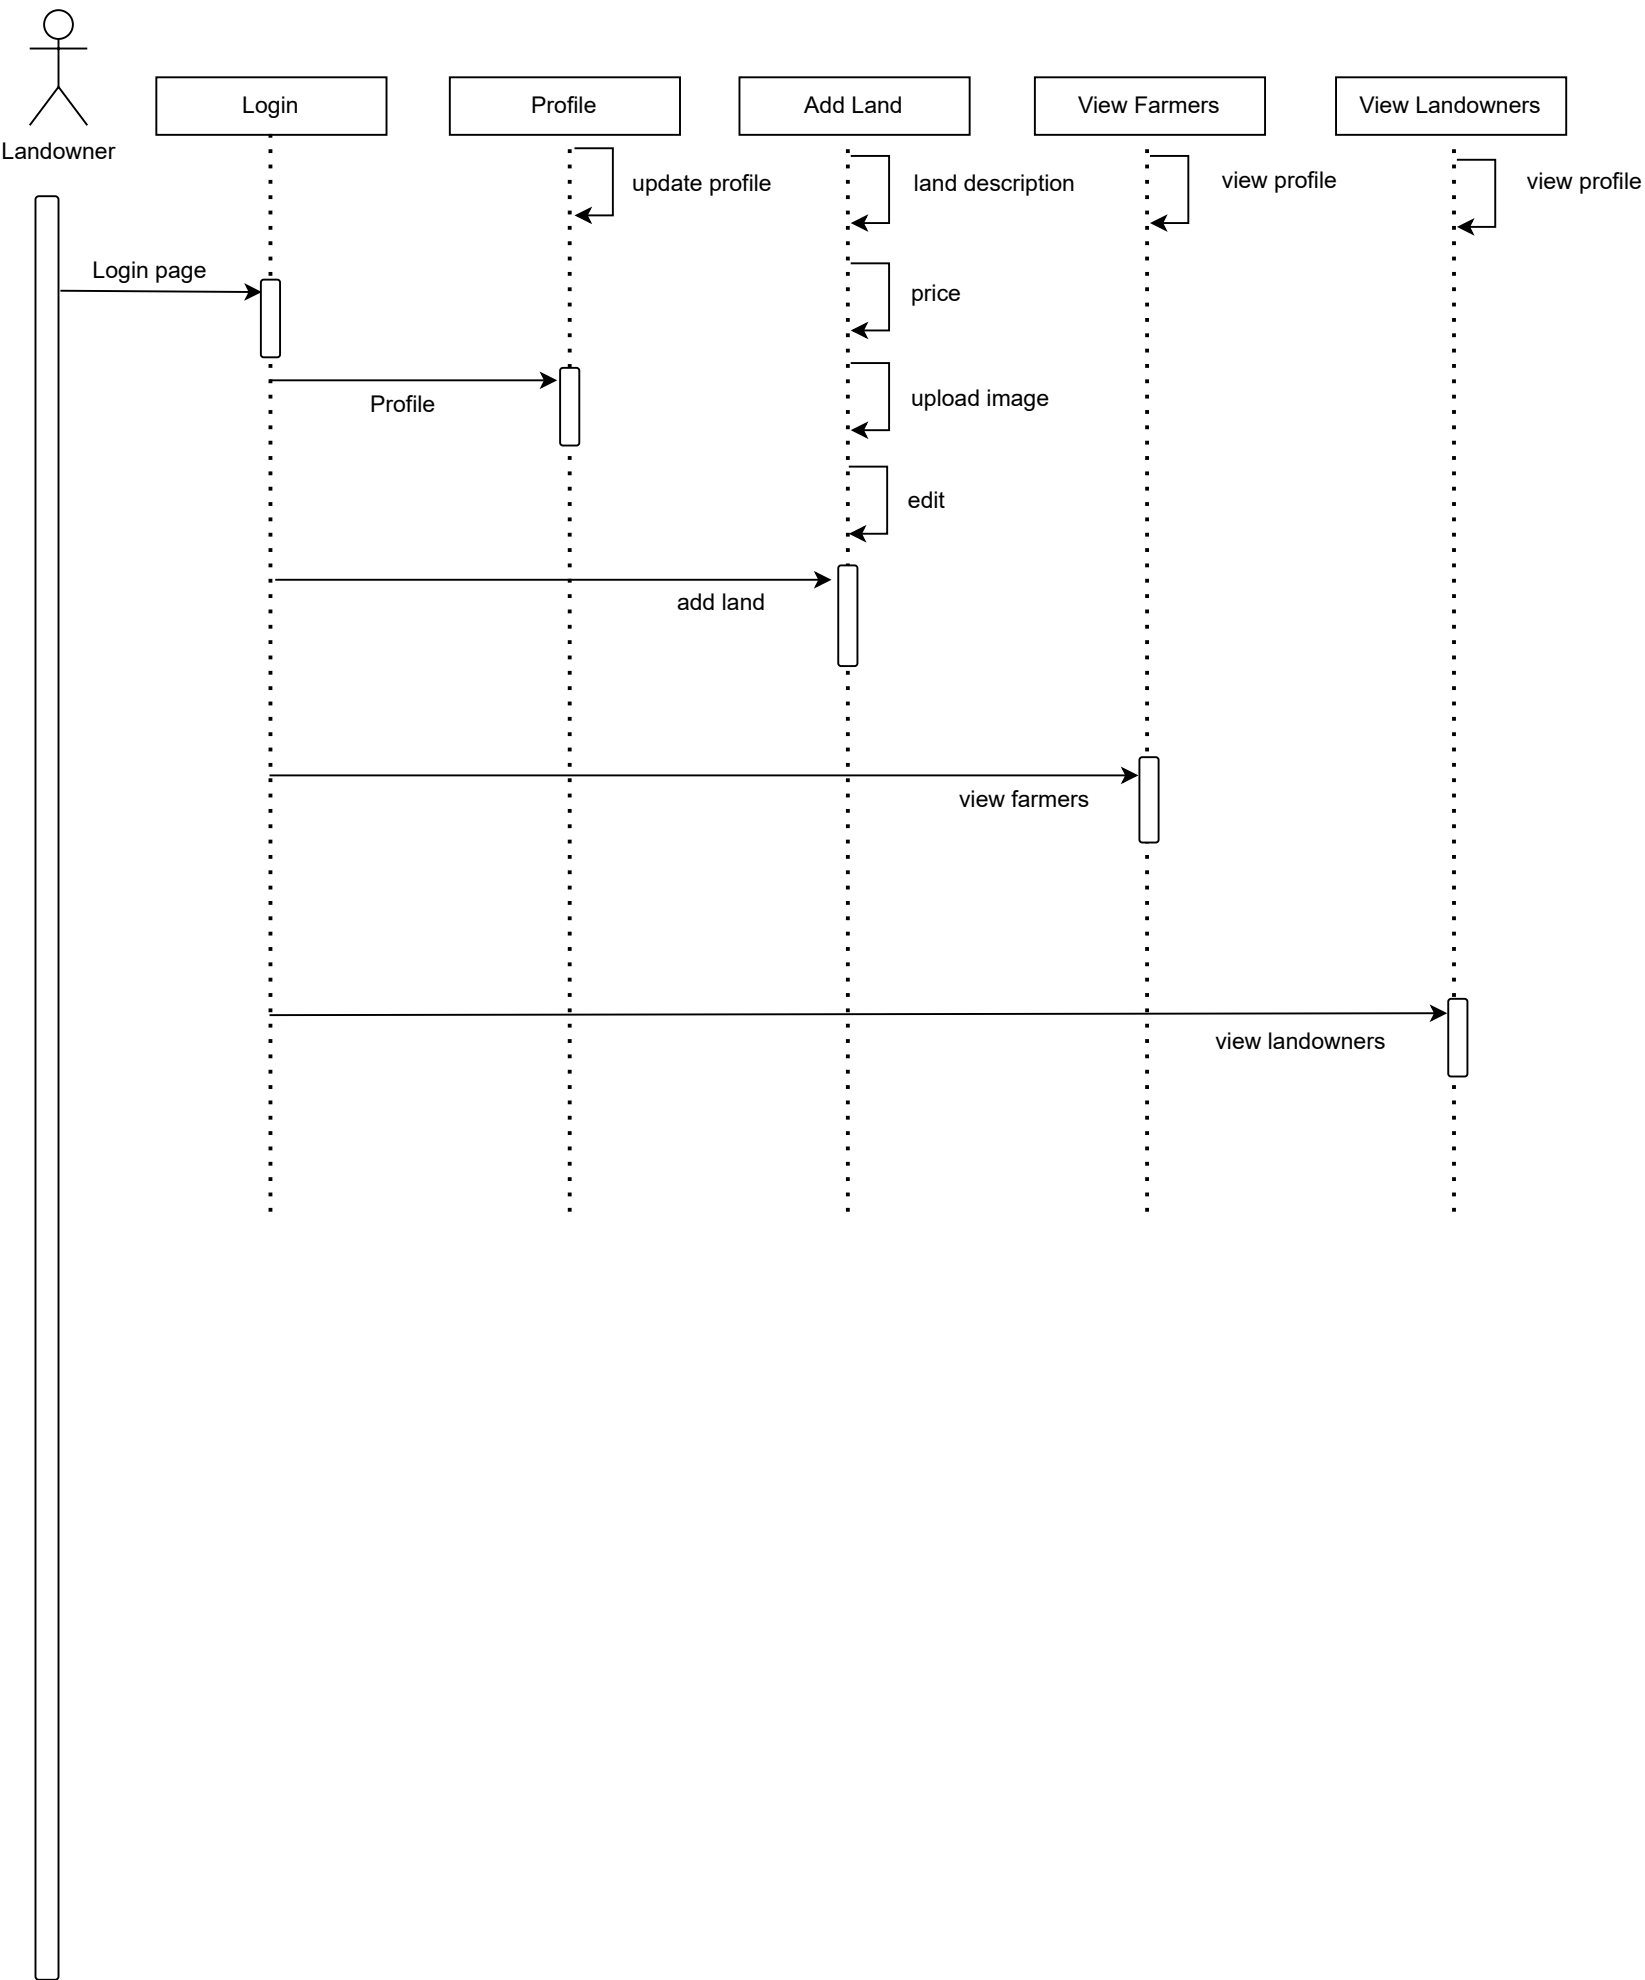 Login
Profile
Add Land
View Farmers
View Landowners
Landowner
update profile
land description
view profile
view profile
Login page
price
Profile
upload image
edit
add land
view farmers
view landowners